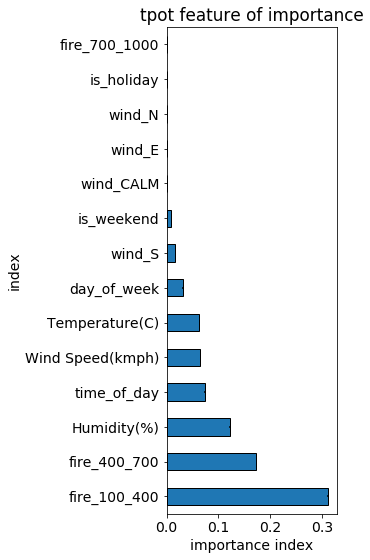 tpot feature of importance
fire_700_1000
is_holiday
wind_N
wind_E
wind_CALM
is_weekend
wind_S
day_of_week
Temperature(C)
Wind Speed(kmph)
time_of_day
Humidity(%)
fire_400_700
fire_100_400
index
0.0 0.1 0.2 0.3
importance index